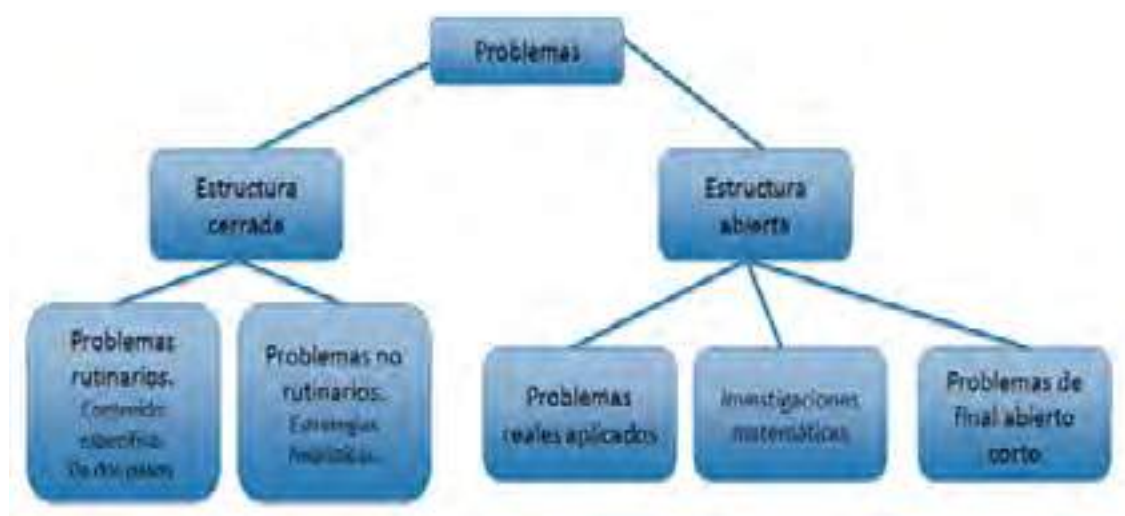 Problemas
Estructura
cerrada
Estructura
abierta
Problemas
rutinarios.
Contenido
específico.
De dos pasos
Problemas no
rutinarios.
Estrategias
heurísticas.
Problemas
reales aplicados
Investigaciones
matemáticas
Problemas de
final abierto
corto